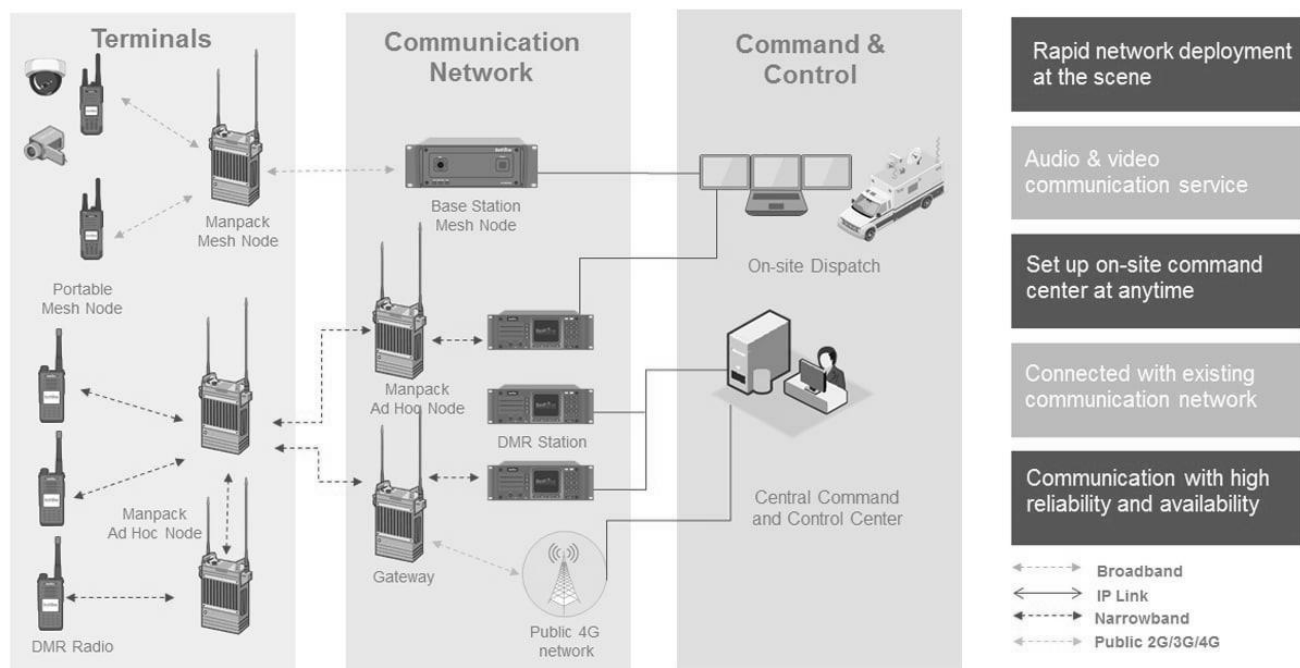 Terminals
Manpack
Mesh Node
Portable
Mesh Node
Manpack
Ad Hoc Node
DMR Radio
Communication
Network
Base Station
Mesh Node
Manpack
Ad Hoc Node
DMR Station
Gateway
Public 4G
network
Command &
Control
On-site Dispatch
Central Command
and Control Center
Rapid network deployment
at the scene
Audio & video
communication service
Set up on-site command
center at anytime
Connected with existing
communication network
Communication with high
reliability and availability
Broadband
IP Link
Narrowband
Public 2G/3G/4G